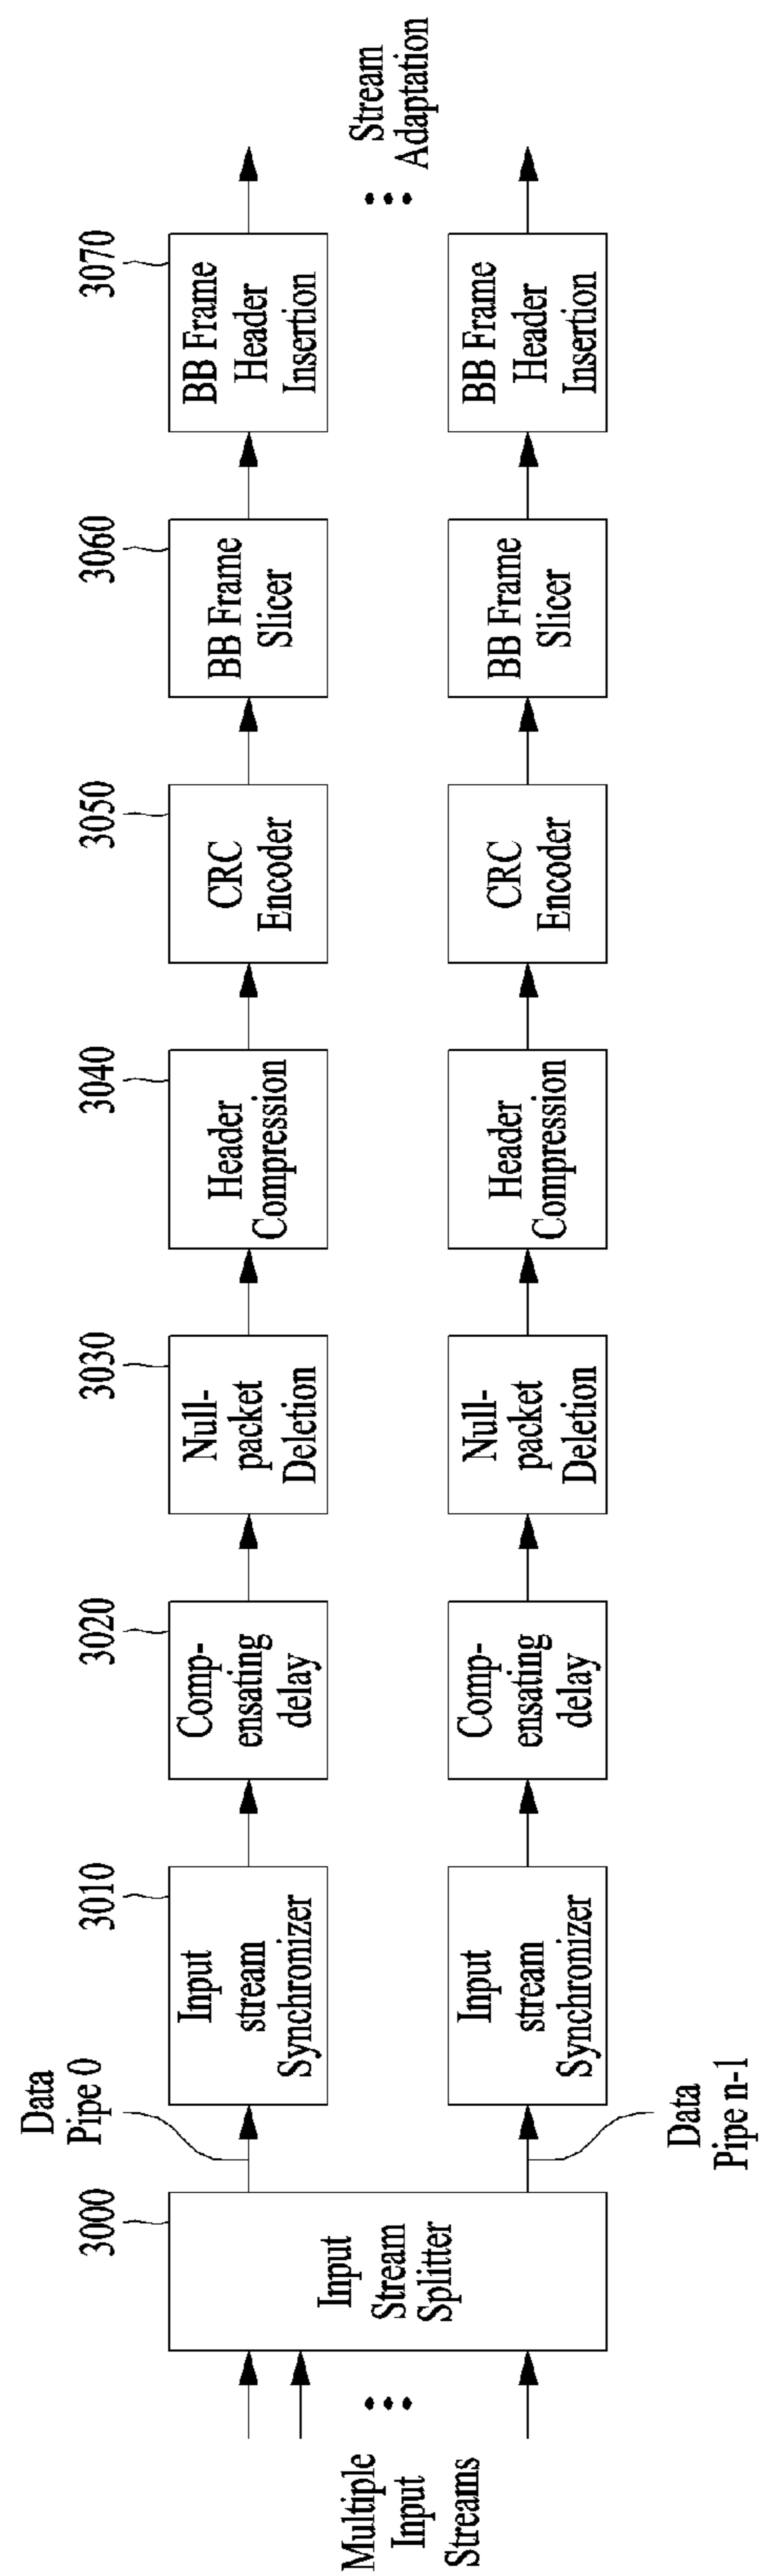 Multiple
Input
Streams
3000
Input
Stream
Splitter
Data
Pipe 0
3010
Input
stream
Synchronizer
3020
Comp-
ensating
delay
3030
Null-
packet
Deletion
3040
Header
Compression
3050
CRC
Encoder
3060
BB Frame
Slicer
3070
BB Frame
Header
Insertion
Stream
Adaptation
Data
Pipe n-1
Input
stream
Synchronizer
Comp-
ensating
delay
Null-
packet
Deletion
Header
Compression
CRC
Encoder
BB Frame
Slicer
BB Frame
Header
Insertion